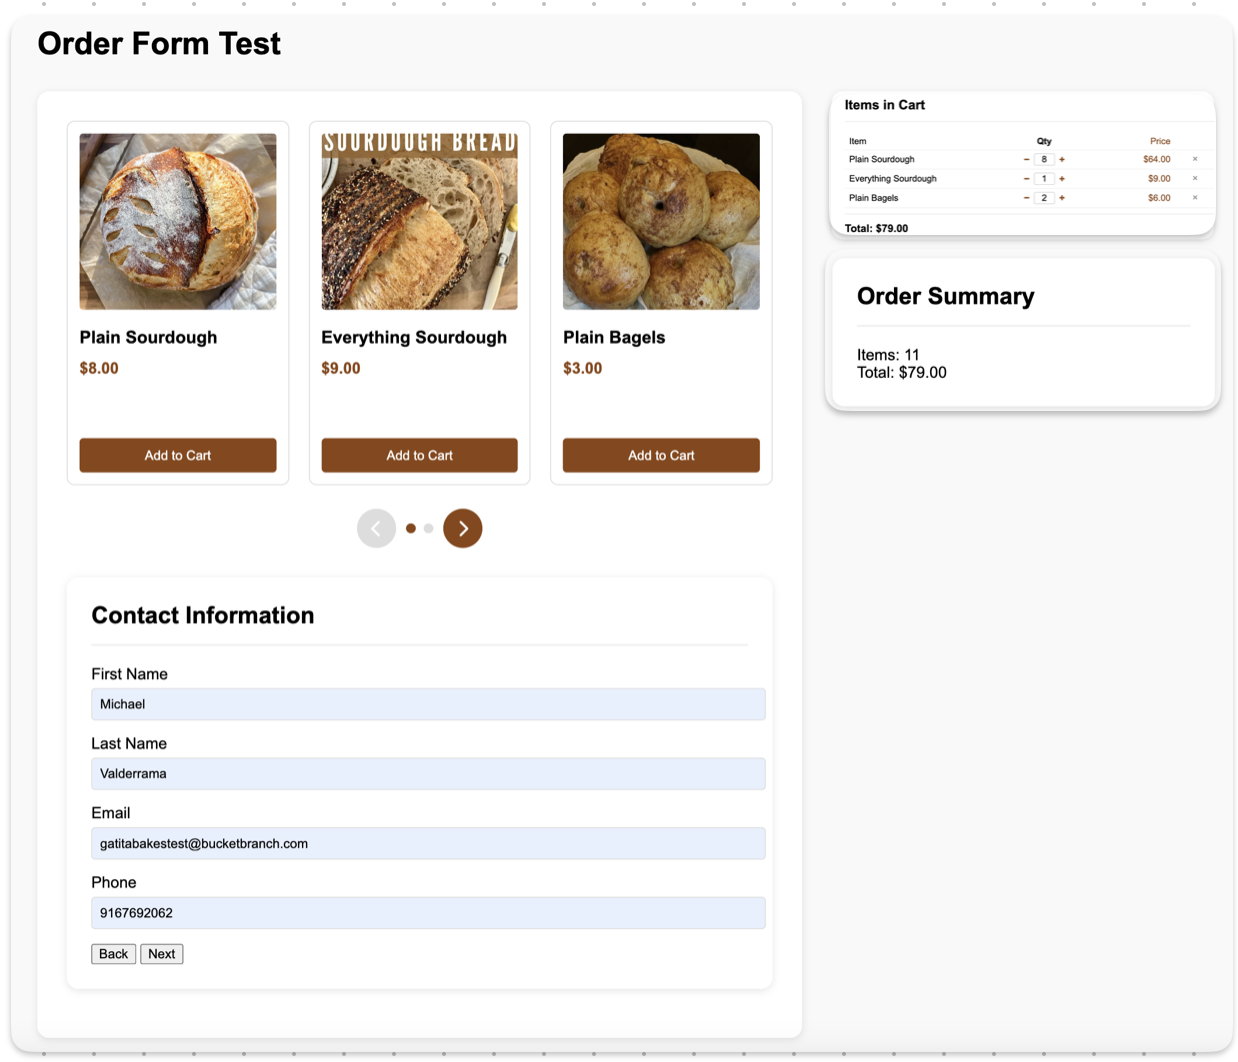 Order Form Test
SOURDOUGH BREAD
Plain Sourdough
$8.00
Add to Cart
Everything Sourdough
$9.00
Add to Cart
Plain Bagels
$3.00
Add to Cart
Contact Information
First Name
Michael
Last Name
Valderrama
Email
gatitabakestest@bucketbranch.com
Phone
9167692062
Back Next
Items in Cart
Item Qty Price
Plain Sourdough − 8 + $64.00 ×
Everything Sourdough − 1 + $9.00 ×
Plain Bagels − 2 + $6.00 ×
Total: $79.00
Order Summary
Items: 11
Total: $79.00